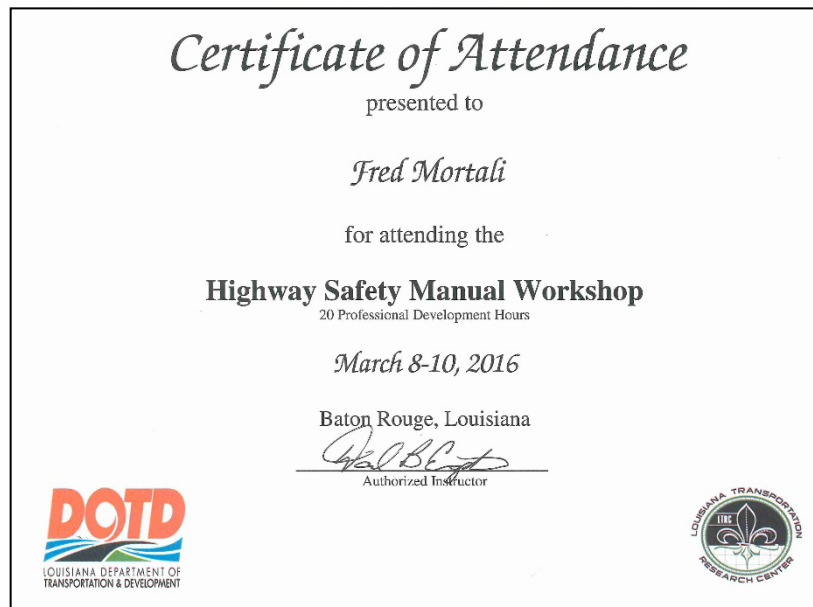 Certificate of Attendance
presented to
Fred Mortali
for attending the
Highway Safety Manual Workshop
20 Professional Development Hours
March 8-10, 2016
Baton Rouge, Louisiana
Authorized Instructor
DOTD
LOUISIANA DEPARTMENT OF
TRANSPORTATION & DEVELOPMENT
LOUISIANA TRANSPORTATION
LTRC
RESEARCH CENTER